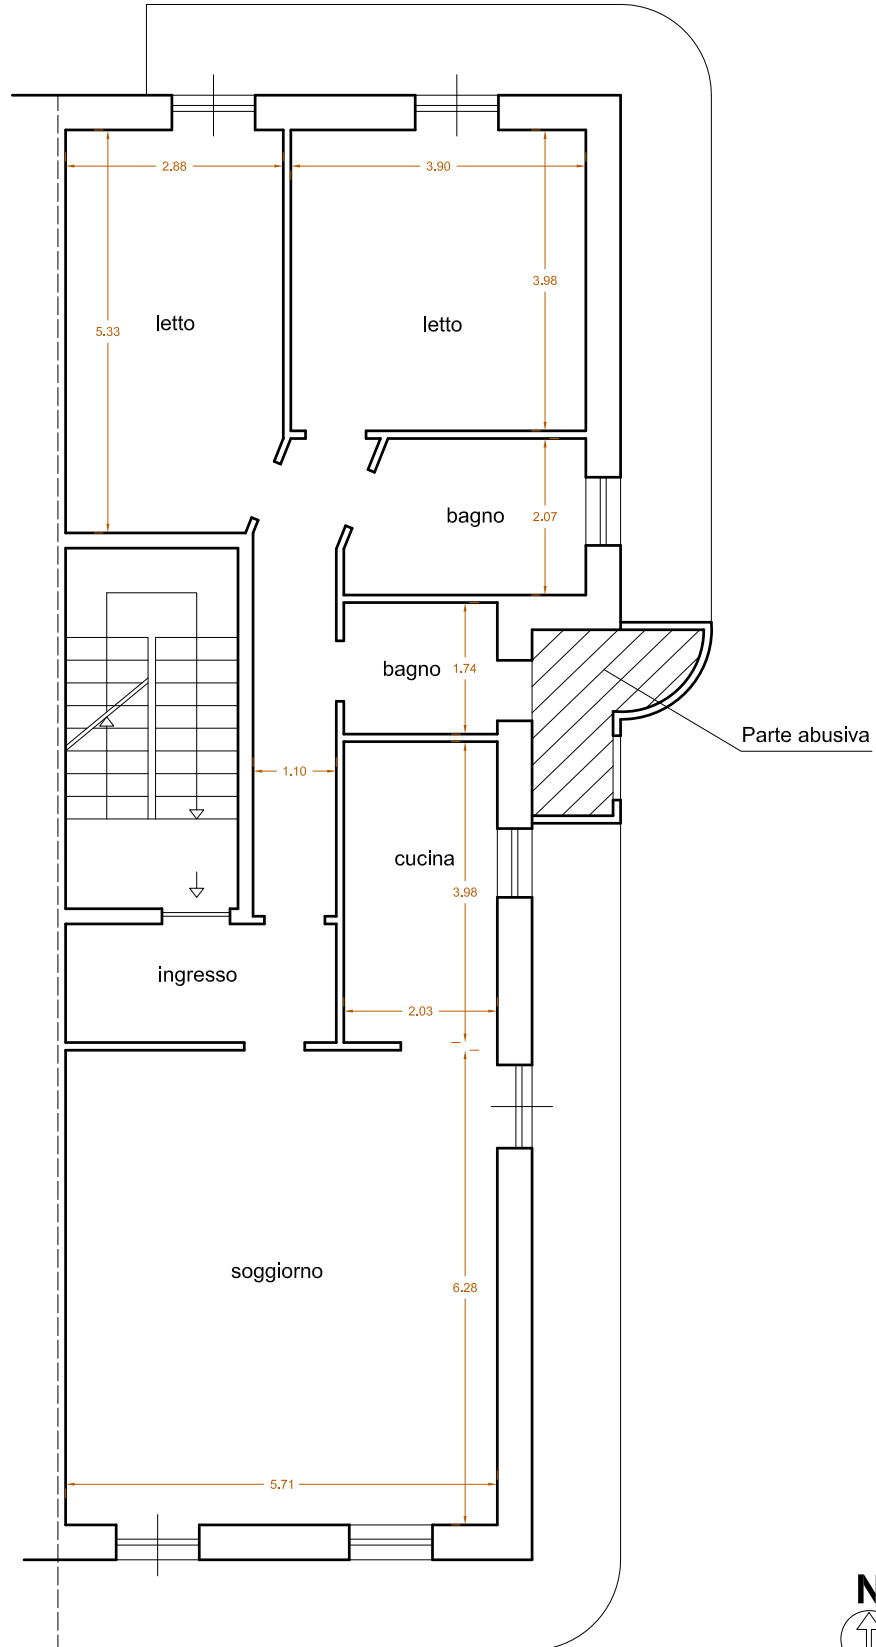 2.88
3.90
3.98
5.33
letto
letto
bagno
2.07
bagno
1.74
Parte abusiva
1.10
cucina
3.98
ingresso
2.03
soggiorno
6.28
5.71
N